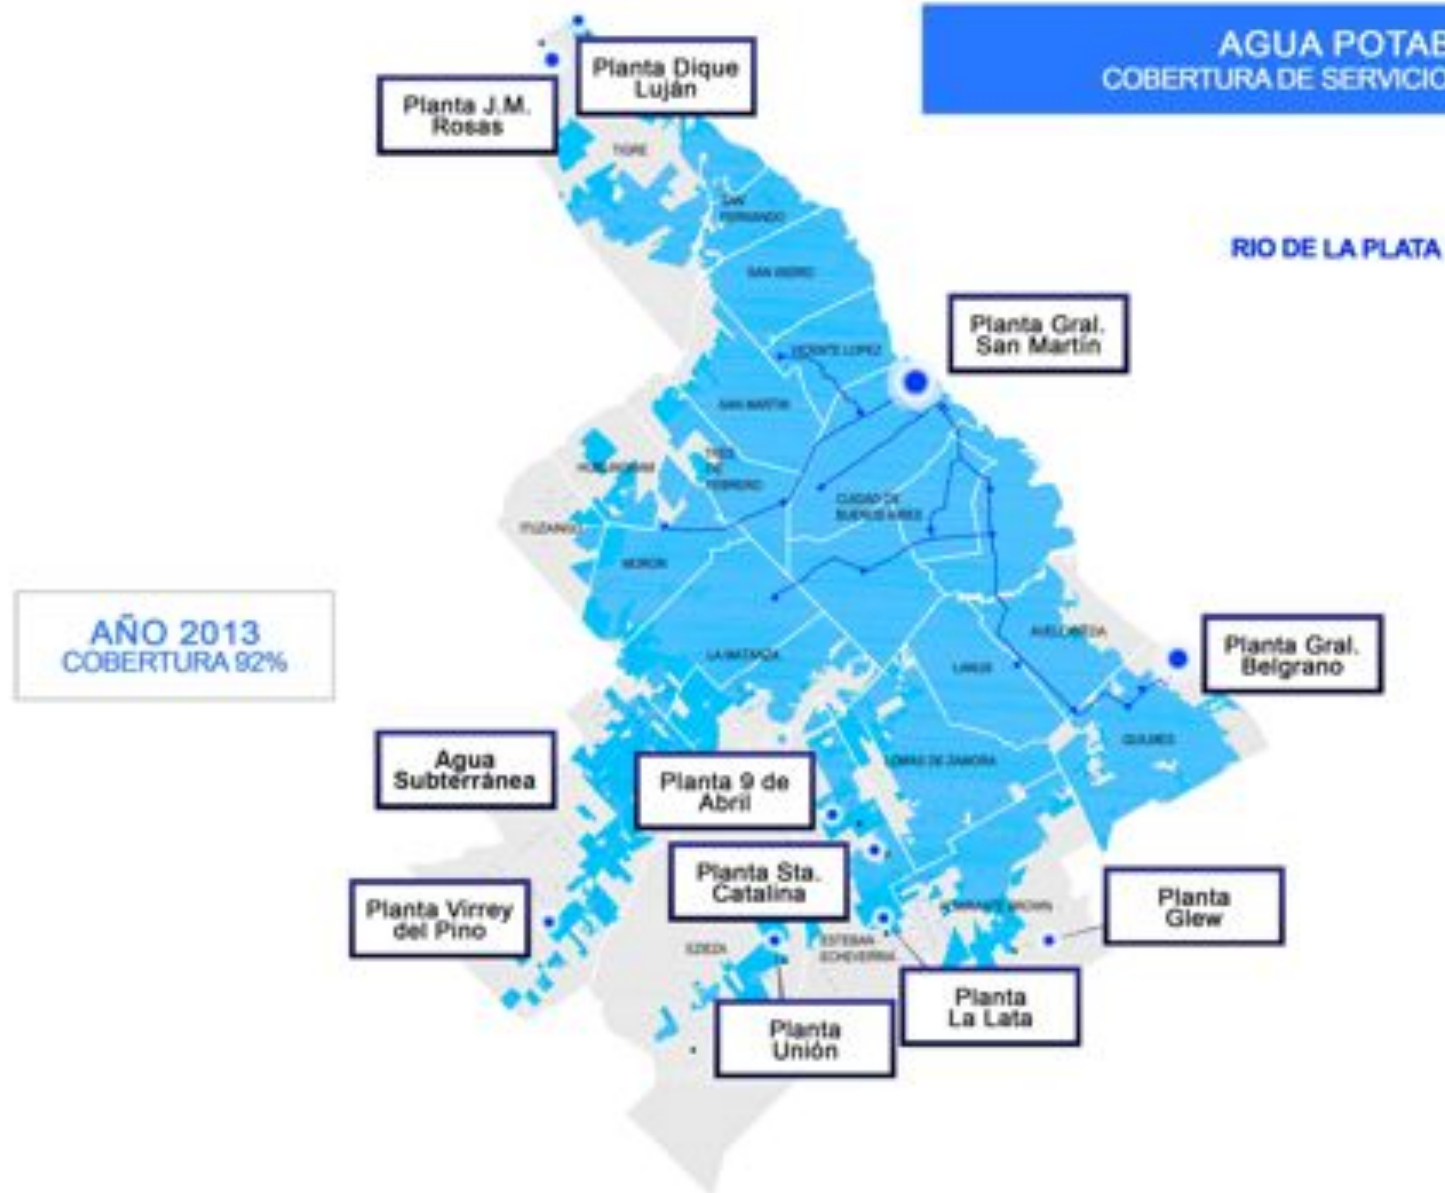 AGUA POTAB
COBERTURA DE SERVICIO
Planta Dique
Luján
Planta J.M.
Rosas
TIGRE
SAN
FERNANDO
RIO DE LA PLATA
SAN ISIDRO
Planta Gral.
San Martín
VICENTE LOPEZ
SAN MARTIN
TRES
DE
FEBRERO
HURLINGHAM
CIUDAD DE
BUENOS AIRES
ITUZAINGO
MORON
AÑO 2013
COBERTURA 92%
AVELLANEDA
LA MATANZA
LANUS
Planta Gral.
Belgrano
QUILMES
LOMAS DE ZAMORA
Agua
Subterránea
Planta 9 de
Abril
Planta Sta.
Catalina
Planta Virrey
del Pino
ALMIRANTE BROWN
Planta
Glew
EZEIZA
ESTEBAN
ECHEVERRIA
Planta
La Lata
Planta
Unión